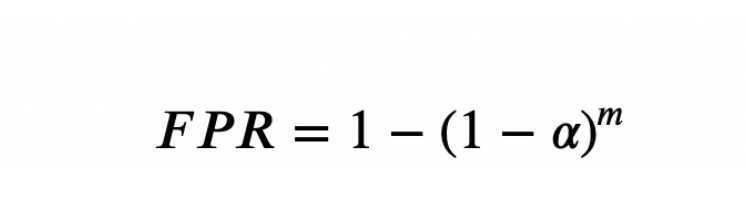 FPR = 1 − (1 − α)^m